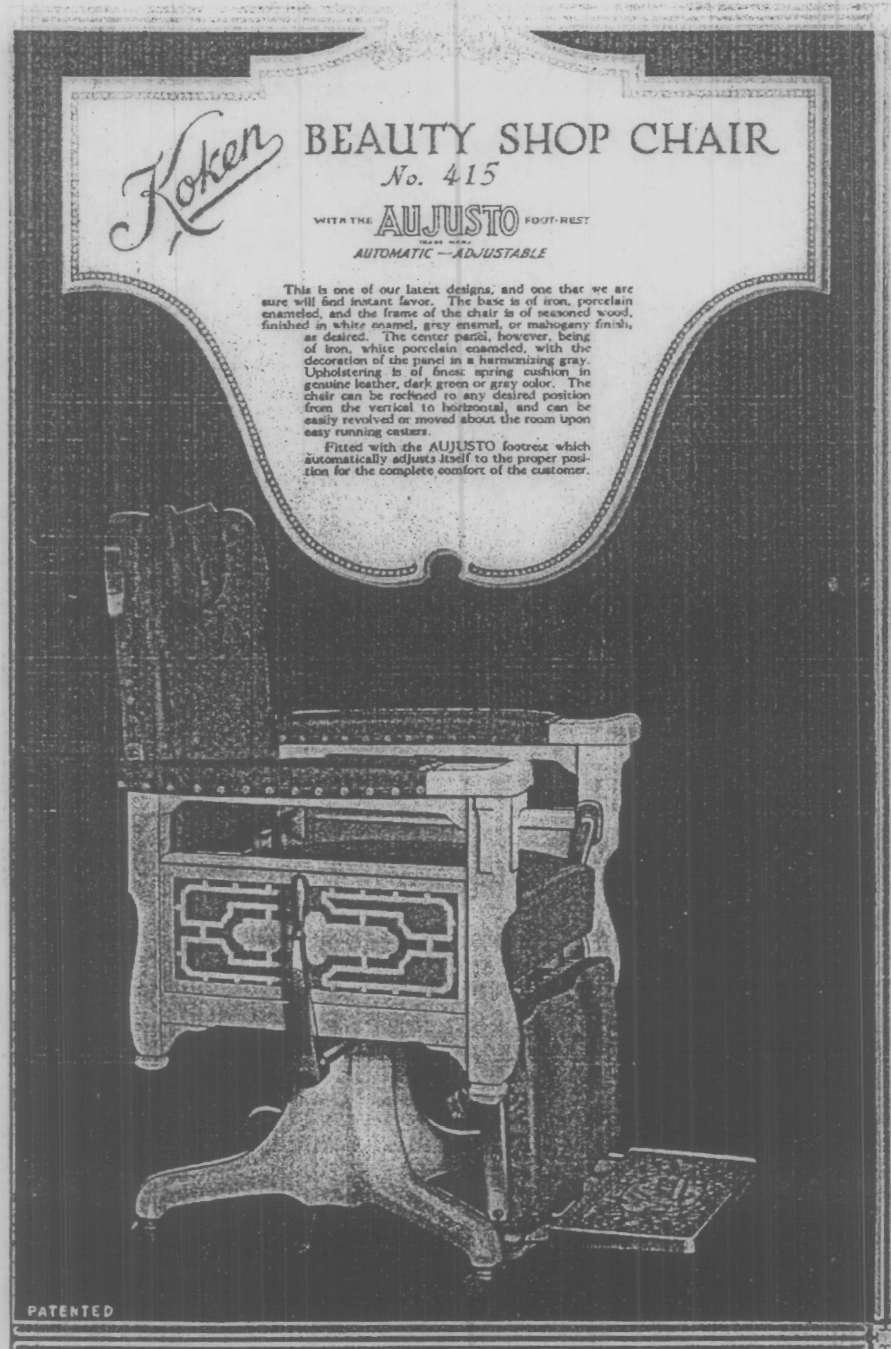 Koken
BEAUTY SHOP CHAIR
No. 415
WITH THE AUJUSTO FOOT-REST
TRADE MARK
AUTOMATIC — ADJUSTABLE
This is one of our latest designs, and one that we are
sure will find instant favor. The base is of iron, porcelain
enameled, and the frame of the chair is of seasoned wood,
finished in white enamel, grey enamel, or mahogany finish,
as desired. The center panel, however, being
of iron, white porcelain enameled, with the
decoration of the panel in a harmonizing gray.
Upholstering is of finest spring cushion in
genuine leather, dark green or gray color. The
chair can be reclined to any desired position
from the vertical to horizontal, and can be
easily revolved or moved about the room upon
easy running casters.
Fitted with the AUJUSTO footrest which
automatically adjusts itself to the proper posi-
tion for the complete comfort of the customer.
PATENTED